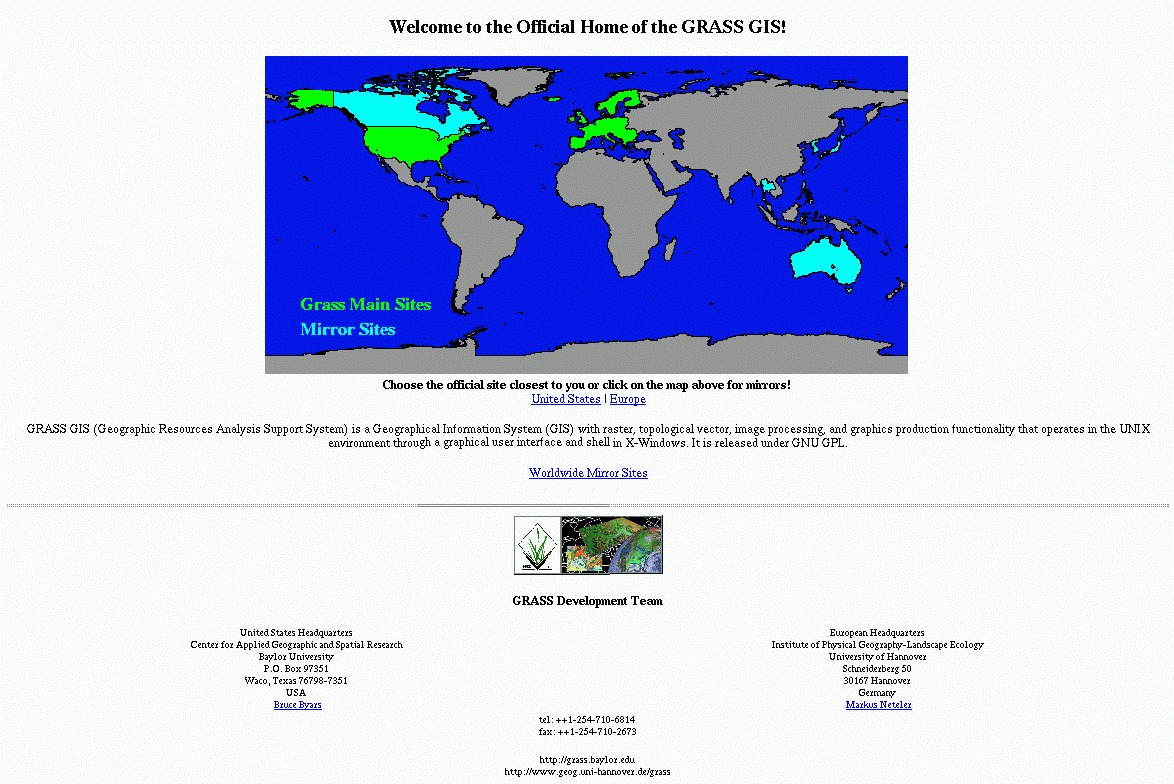 Welcome to the Official Home of the GRASS GIS!
Grass Main Sites
Mirror Sites
Choose the official site closest to you or click on the map above for mirrors!
United States | Europe
GRASS GIS (Geographic Resources Analysis Support System) is a Geographical Information System (GIS) with raster, topological vector, image processing, and graphics production functionality that operates in the UNIX
environment through a graphical user interface and shell in X-Windows. It is released under GNU GPL.
Worldwide Mirror Sites
GRASS Development Team
United States Headquarters
Center for Applied Geographic and Spatial Research
Baylor University
P.O. Box 97351
Waco, Texas 76798-7351
USA
Bruce Byars
European Headquarters
Institute of Physical Geography-Landscape Ecology
University of Hannover
Schneiderberg 50
30167 Hannover
Germany
Markus Neteler
tel: ++1-254-710-6814
fax: ++1-254-710-2673
http://grass.baylor.edu
http://www.geog.uni-hannover.de/grass